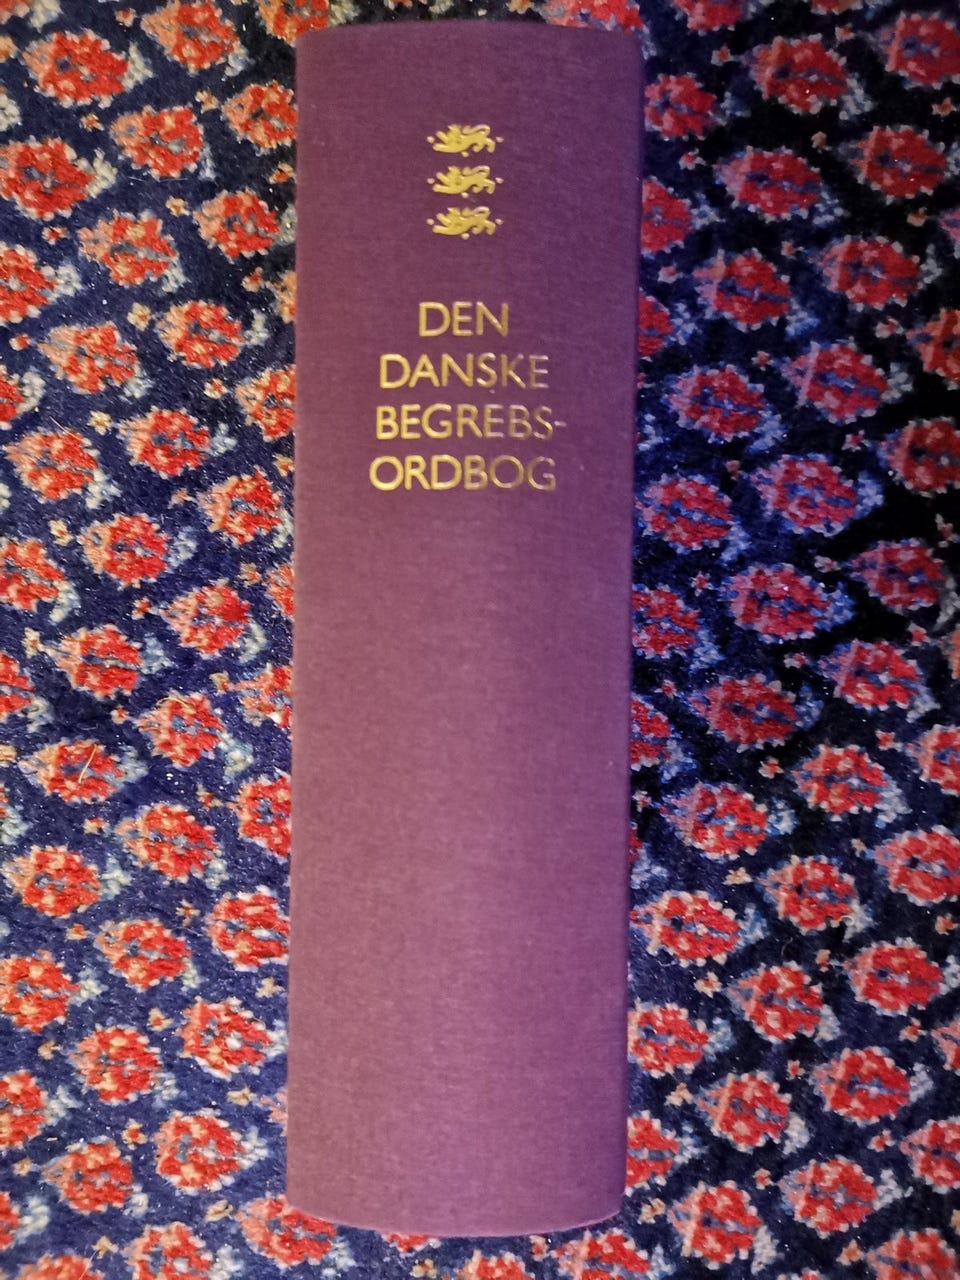 DEN
DANSKE
BEGREBS-
ORDBOG